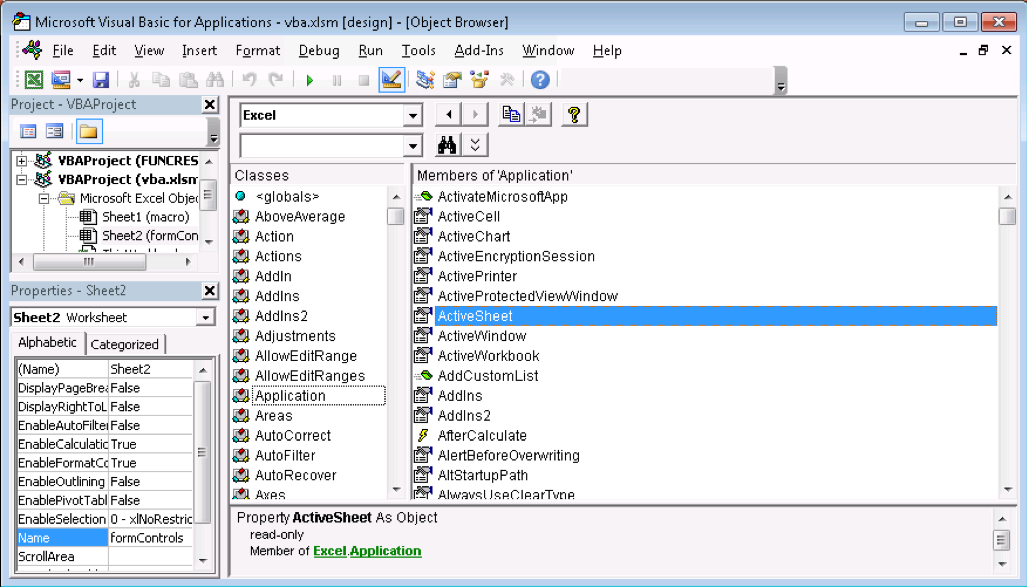 Microsoft Visual Basic for Applications - vba.xlsm [design] - [Object Browser]
File Edit View Insert Format Debug Run Tools Add-Ins Window Help
Project - VBAProject
VBAProject (FUNCRES
VBAProject (vba.xlsm
Microsoft Excel Objec
Sheet1 (macro)
Sheet2 (formCon
Properties - Sheet2
Sheet2 Worksheet
Alphabetic Categorized
(Name) Sheet2
DisplayPageBrea False
DisplayRightToL False
EnableAutoFilter False
EnableCalculatic True
EnableFormatCo True
EnableOutlining False
EnablePivotTabl False
EnableSelection 0 - xlNoRestric
Name formControls
ScrollArea
Excel
Classes
<globals>
AboveAverage
Action
Actions
AddIn
AddIns
AddIns2
Adjustments
AllowEditRange
AllowEditRanges
Application
Areas
AutoCorrect
AutoFilter
AutoRecover
Axes
Members of 'Application'
ActivateMicrosoftApp
ActiveCell
ActiveChart
ActiveEncryptionSession
ActivePrinter
ActiveProtectedViewWindow
ActiveSheet
ActiveWindow
ActiveWorkbook
AddCustomList
AddIns
AddIns2
AfterCalculate
AlertBeforeOverwriting
AltStartupPath
AlwaysUseClearType
Property ActiveSheet As Object
read-only
Member of Excel.Application